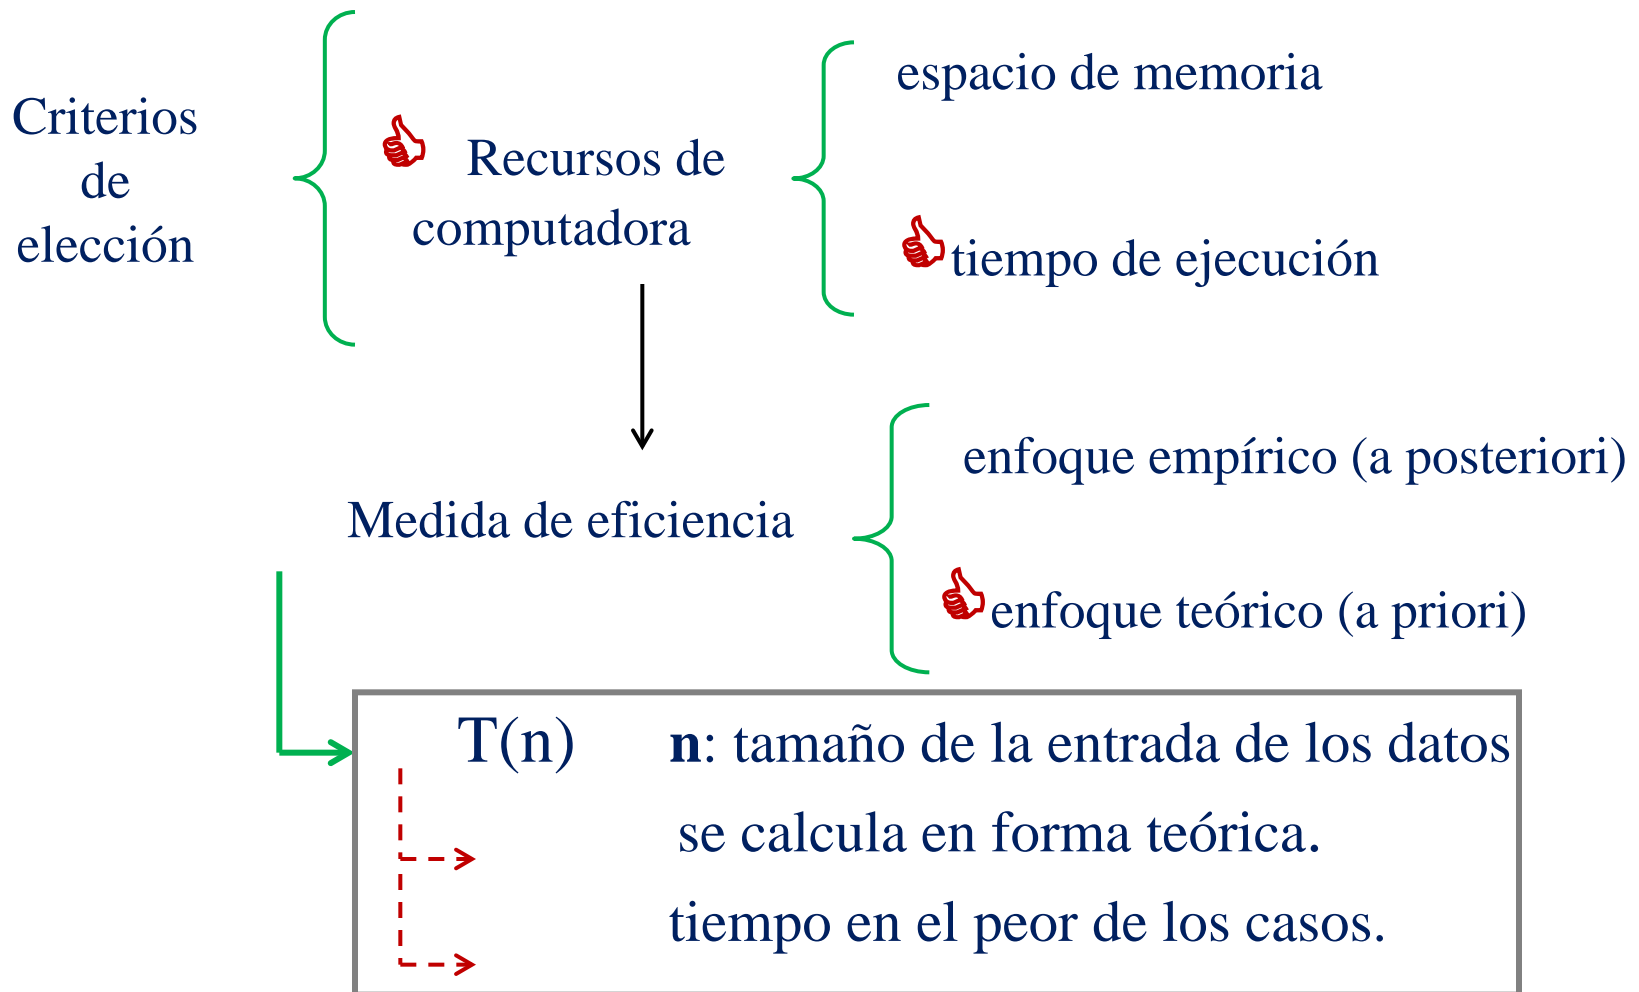 Criterios
de
elección
Recursos de
computadora
espacio de memoria
tiempo de ejecución
Medida de eficiencia
enfoque empírico (a posteriori)
enfoque teórico (a priori)
T(n) n: tamaño de la entrada de los datos
se calcula en forma teórica.
tiempo en el peor de los casos.